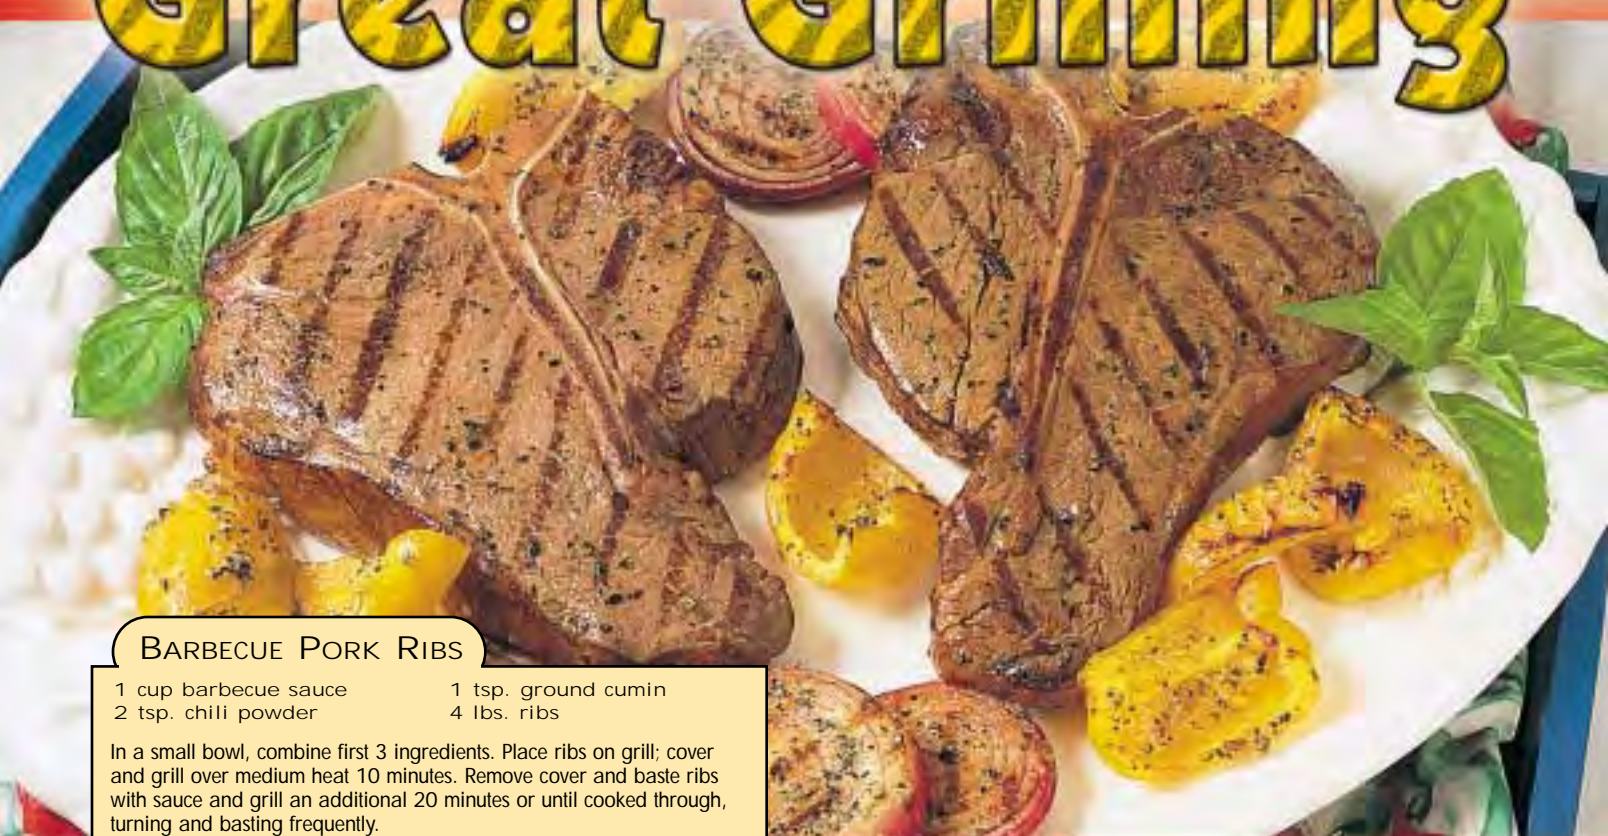 Great Grilling
BARBECUE PORK RIBS
1 cup barbecue sauce
2 tsp. chili powder
1 tsp. ground cumin
4 lbs. ribs
In a small bowl, combine first 3 ingredients. Place ribs on grill; cover
and grill over medium heat 10 minutes. Remove cover and baste ribs
with sauce and grill an additional 20 minutes or until cooked through,
turning and basting frequently.